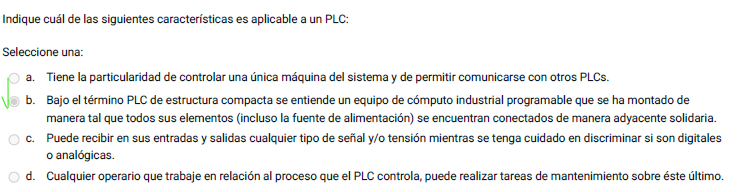 Indique cuál de las siguientes características es aplicable a un PLC:
Seleccione una:
a. Tiene la particularidad de controlar una única máquina del sistema y de permitir comunicarse con otros PLCs.
b. Bajo el término PLC de estructura compacta se entiende un equipo de cómputo industrial programable que se ha montado de
manera tal que todos sus elementos (incluso la fuente de alimentación) se encuentran conectados de manera adyacente solidaria.
c. Puede recibir en sus entradas y salidas cualquier tipo de señal y/o tensión mientras se tenga cuidado en discriminar si son digitales
o analógicas.
d. Cualquier operario que trabaje en relación al proceso que el PLC controla, puede realizar tareas de mantenimiento sobre éste último.